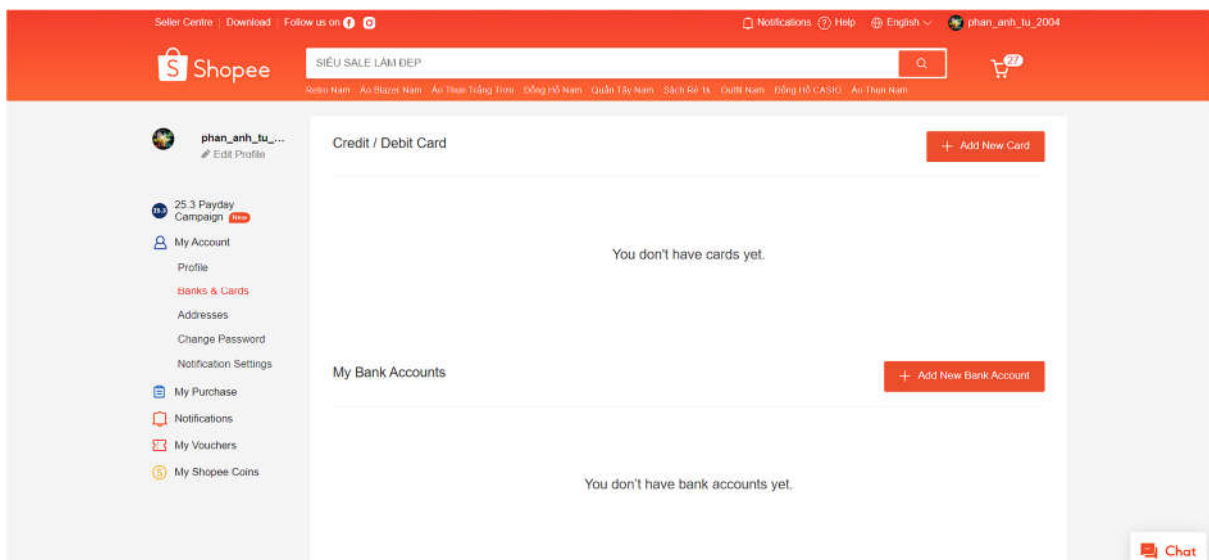 Seller Centre | Download | Follow us on
Notifications Help English phan_anh_tu_2004
Shopee
SIÊU SALE LÀM ĐẸP
27
Retro Nam Áo Blazer Nam Áo Thun Trắng Trơn Đồng Hồ Nam Quần Tây Nam Sách Rẻ 1k Outfit Nam Đồng Hồ CASIO Áo Thun Nam
phan_anh_tu_...
Edit Profile
25.3 25.3 Payday
Campaign New
My Account
Profile
Banks & Cards
Addresses
Change Password
Notification Settings
My Purchase
Notifications
My Vouchers
My Shopee Coins
Credit / Debit Card
+ Add New Card
You don't have cards yet.
My Bank Accounts
+ Add New Bank Account
You don't have bank accounts yet.
Chat